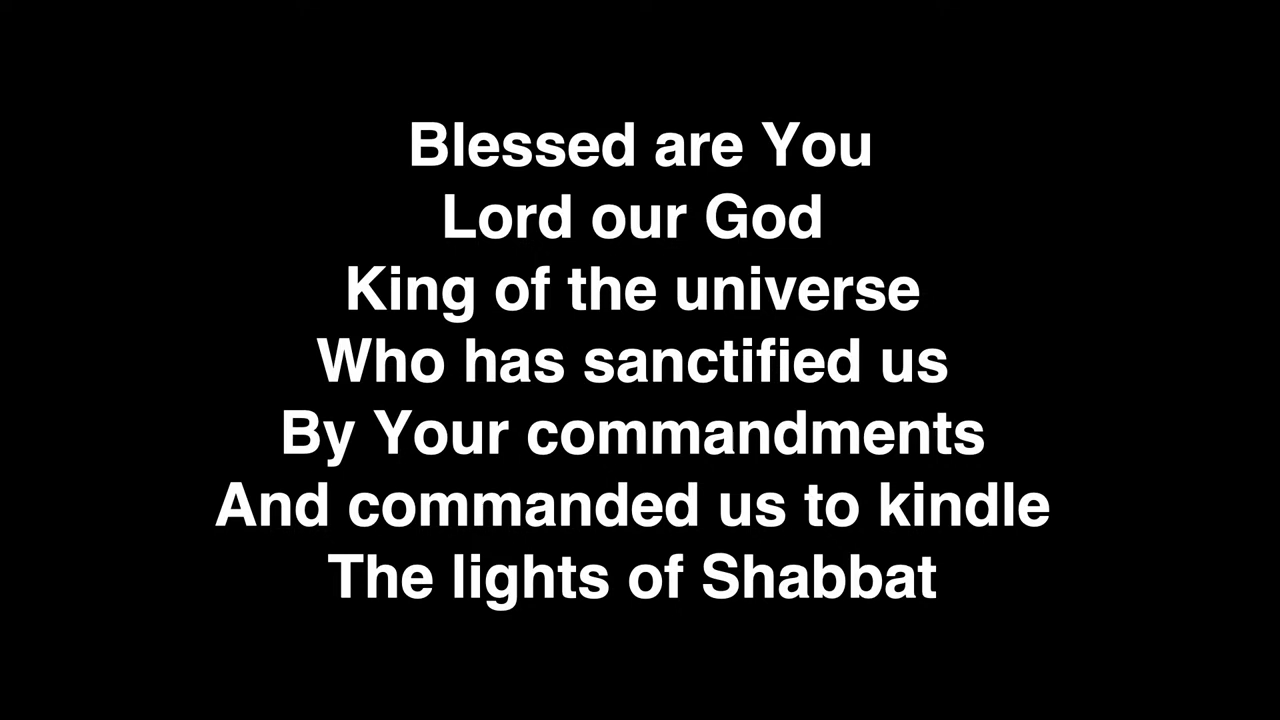 Blessed are You
Lord our God
King of the universe
Who has sanctified us
By Your commandments
And commanded us to kindle
The lights of Shabbat